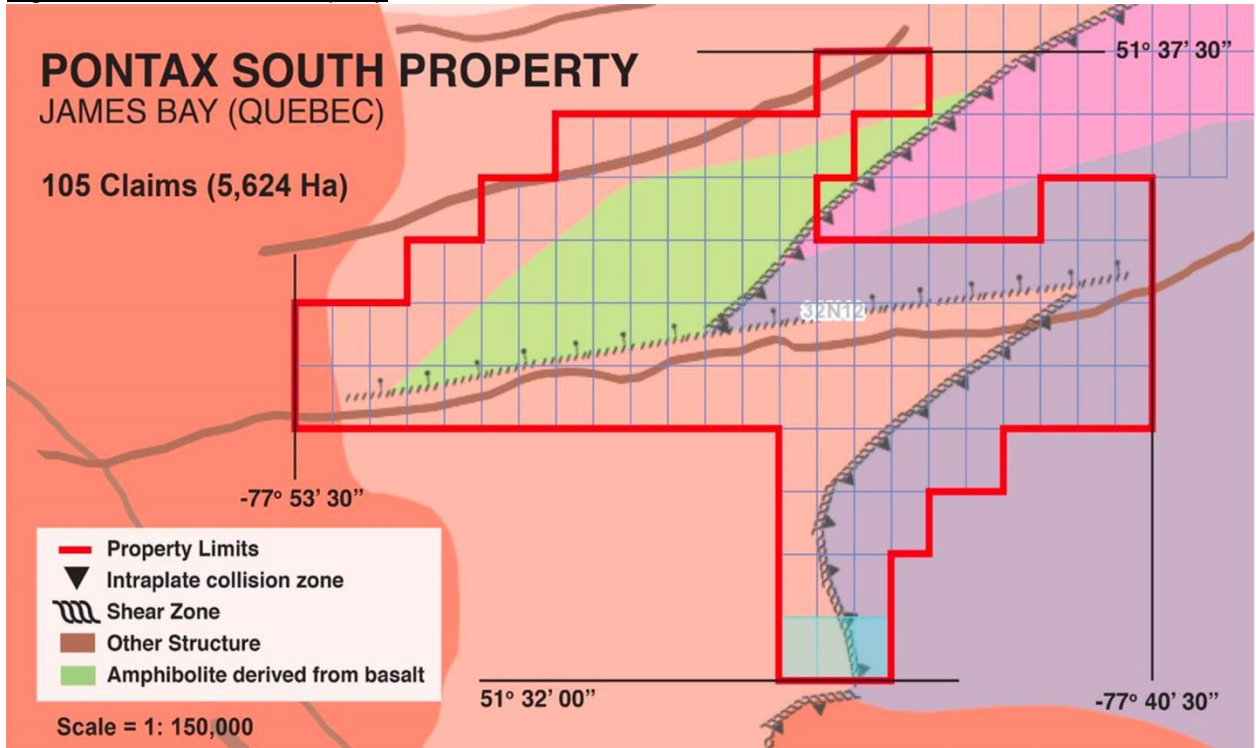 PONTAX SOUTH PROPERTY
JAMES BAY (QUEBEC)
105 Claims (5,624 Ha)
51° 37' 30”
32N12
-77° 53' 30”
Property Limits
Intraplate collision zone
Shear Zone
Other Structure
Amphibolite derived from basalt
51° 32' 00”
-77° 40' 30”
Scale = 1: 150,000